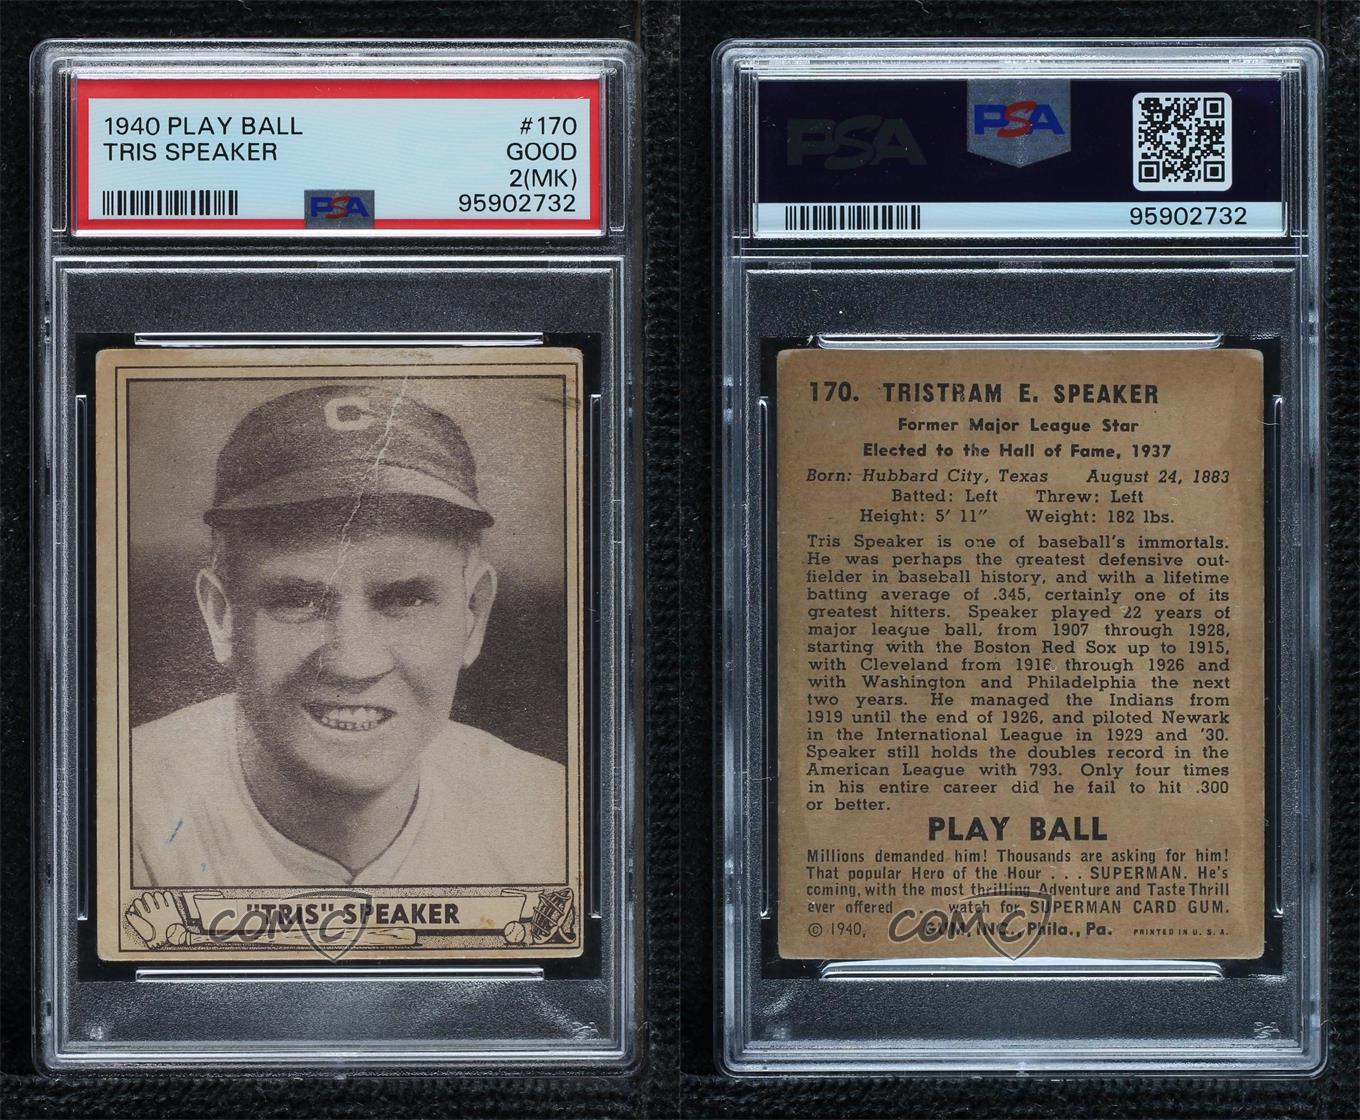 1940 PLAY BALL #170
TRIS SPEAKER GOOD
2(MK)
PSA 95902732
C
"TRIS" SPEAKER
COMC
PSA PSA
95902732
170. TRISTRAM E. SPEAKER
Former Major League Star
Elected to the Hall of Fame, 1937
Born: Hubbard City, Texas August 24, 1883
Batted: Left Threw: Left
Height: 5' 11" Weight: 182 lbs.
Tris Speaker is one of baseball's immortals.
He was perhaps the greatest defensive out-
fielder in baseball history, and with a lifetime
batting average of .345, certainly one of its
greatest hitters. Speaker played 22 years of
major league ball, from 1907 through 1928,
starting with the Boston Red Sox up to 1915,
with Cleveland from 1916 through 1926 and
with Washington and Philadelphia the next
two years. He managed the Indians from
1919 until the end of 1926, and piloted Newark
in the International League in 1929 and '30.
Speaker still holds the doubles record in the
American League with 793. Only four times
in his entire career did he fail to hit .300
or better.
PLAY BALL
Millions demanded him! Thousands are asking for him!
That popular Hero of the Hour . . . SUPERMAN. He's
coming, with the most thrilling Adventure and Taste Thrill
ever offered watch for SUPERMAN CARD GUM.
© 1940, GUM, INC., Phila., Pa. PRINTED IN U. S. A.
COMC